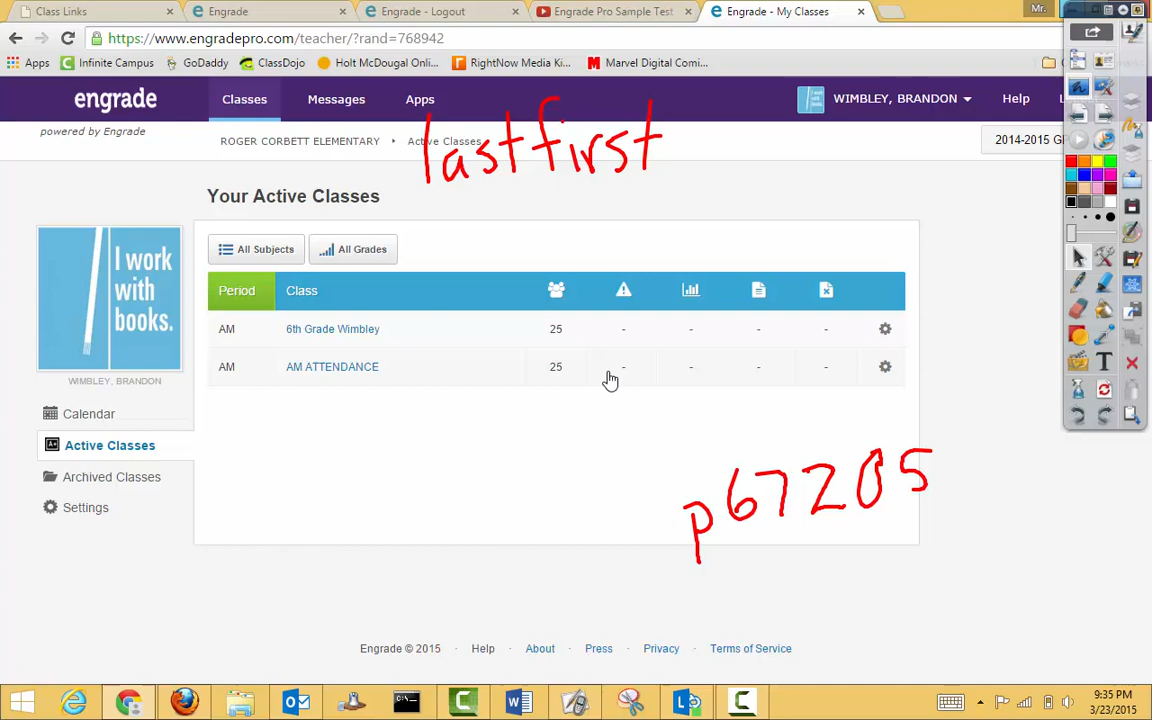 Class Links
Engrade
Engrade - Logout
Engrade Pro Sample Test
Engrade - My Classes
Mr.
https://www.engradepro.com/teacher/?rand=768942
Apps
Infinite Campus
GoDaddy
ClassDojo
Holt McDougal Onli...
RightNow Media Ki...
Marvel Digital Comi...
engrade
Classes
Messages
Apps
WIMBLEY, BRANDON
Help
powered by Engrade
lastfirst
ROGER CORBETT ELEMENTARY
Active Classes
Your Active Classes
I work with books.
All Subjects
All Grades
Period Class
AM 6th Grade Wimbley 25 - - - -
AM AM ATTENDANCE 25 - - - -
WIMBLEY, BRANDON
Calendar
A+ Active Classes
Archived Classes
Settings
p67205
Engrade © 2015 Help About Press Privacy Terms of Service
9:35 PM
3/23/2015